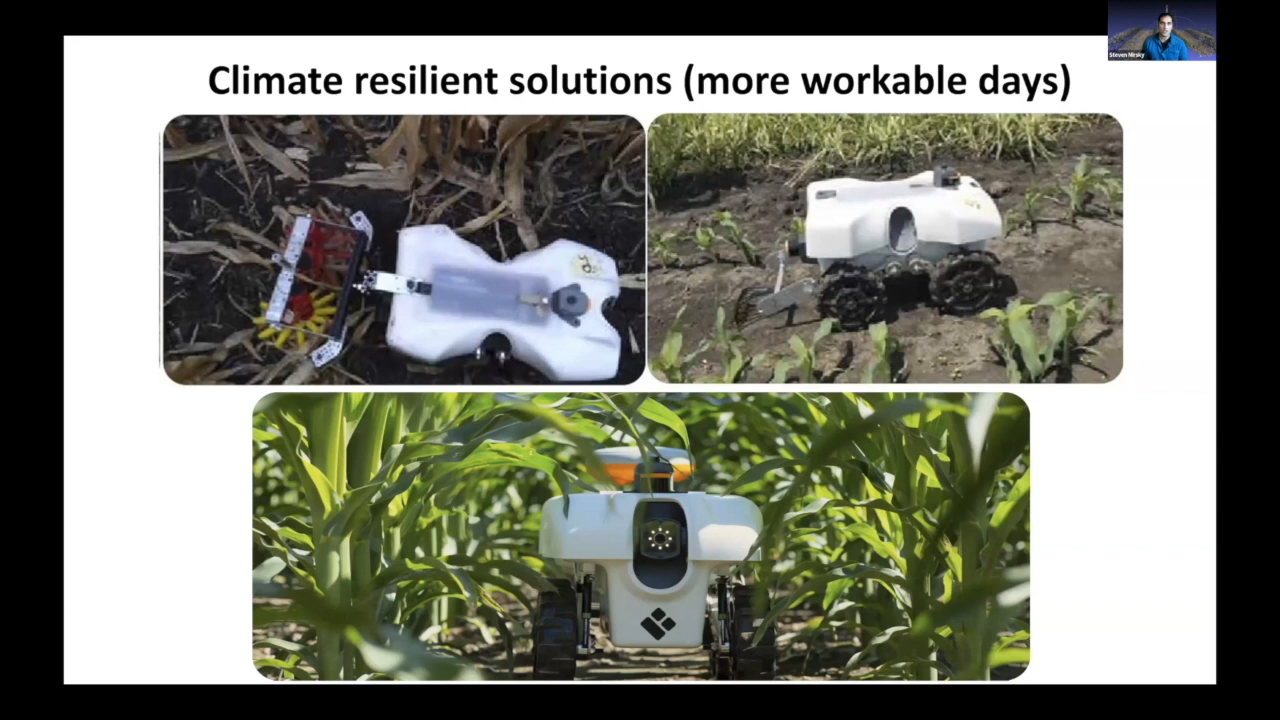 Steven Mirsky
Climate resilient solutions (more workable days)